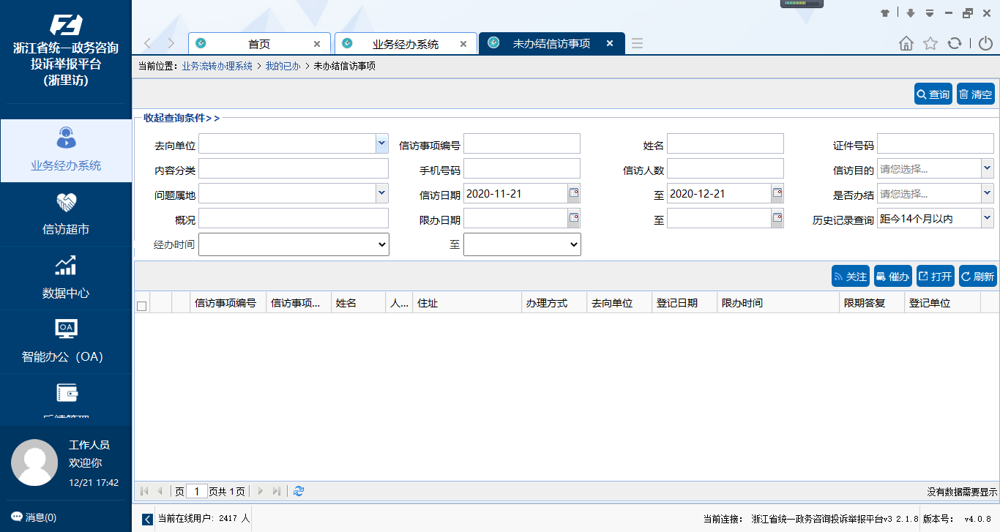 浙江省统一政务咨询
投诉举报平台
(浙里访)
业务经办系统
信访超市
数据中心
OA
智能办公（OA）
工作人员
欢迎你
12/21 17:42
消息(0)
首页
业务经办系统
未办结信访事项
当前位置: 业务流转办理系统 > 我的已办 > 未办结信访事项
查询 清空
收起查询条件>>
去向单位 信访事项编号 姓名 证件号码
内容分类 手机号码 信访人数 信访目的 请您选择...
问题属地 信访日期 2020-11-21 至 2020-12-21 是否办结 请您选择...
概况 限办日期 至 历史记录查询 距今14个月以内
经办时间 至
关注 催办 打开 刷新
信访事项编号 信访事项... 姓名 人... 住址 办理方式 去向单位 登记日期 限办时间 限期答复 登记单位
页 1 页共 1 页 没有数据需要显示
当前在线用户: 2417 人 当前连接: 浙江省统一政务咨询投诉举报平台v3 2.1.8 版本号: v4.0.8